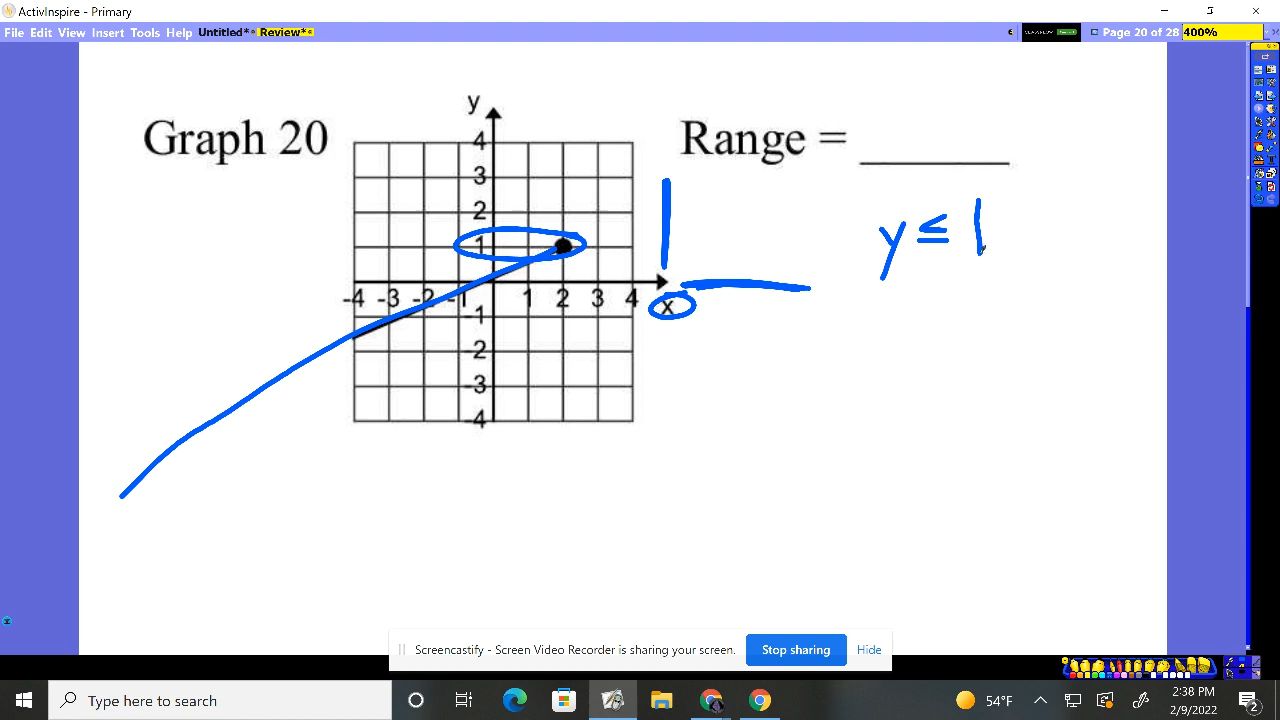 ActivInspire - Primary
File Edit View Insert Tools Help Untitled** Review**
Page 20 of 28 400%
Graph 20
y
Range = ________
4
3
2
1
y ≤ 1
-4 -3 -2 -1 1 2 3 4
x
-1
-2
-3
-4
Screencastify - Screen Video Recorder is sharing your screen. Stop sharing Hide
Type here to search
54°F
2:38 PM
2/9/2022
2